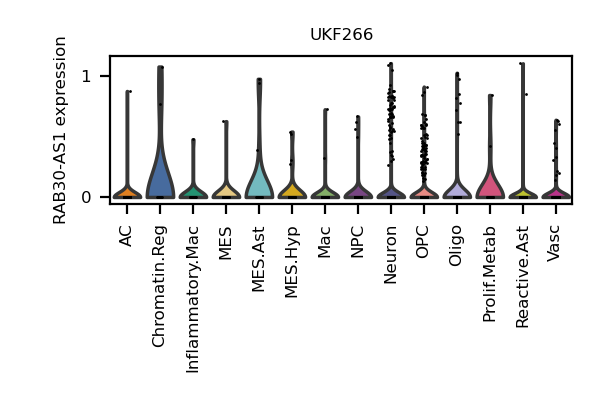 UKF266
RAB30-AS1 expression
1
0
AC
Chromatin.Reg
Inflammatory.Mac
MES
MES.Ast
MES.Hyp
Mac
NPC
Neuron
OPC
Oligo
Prolif.Metab
Reactive.Ast
Vasc